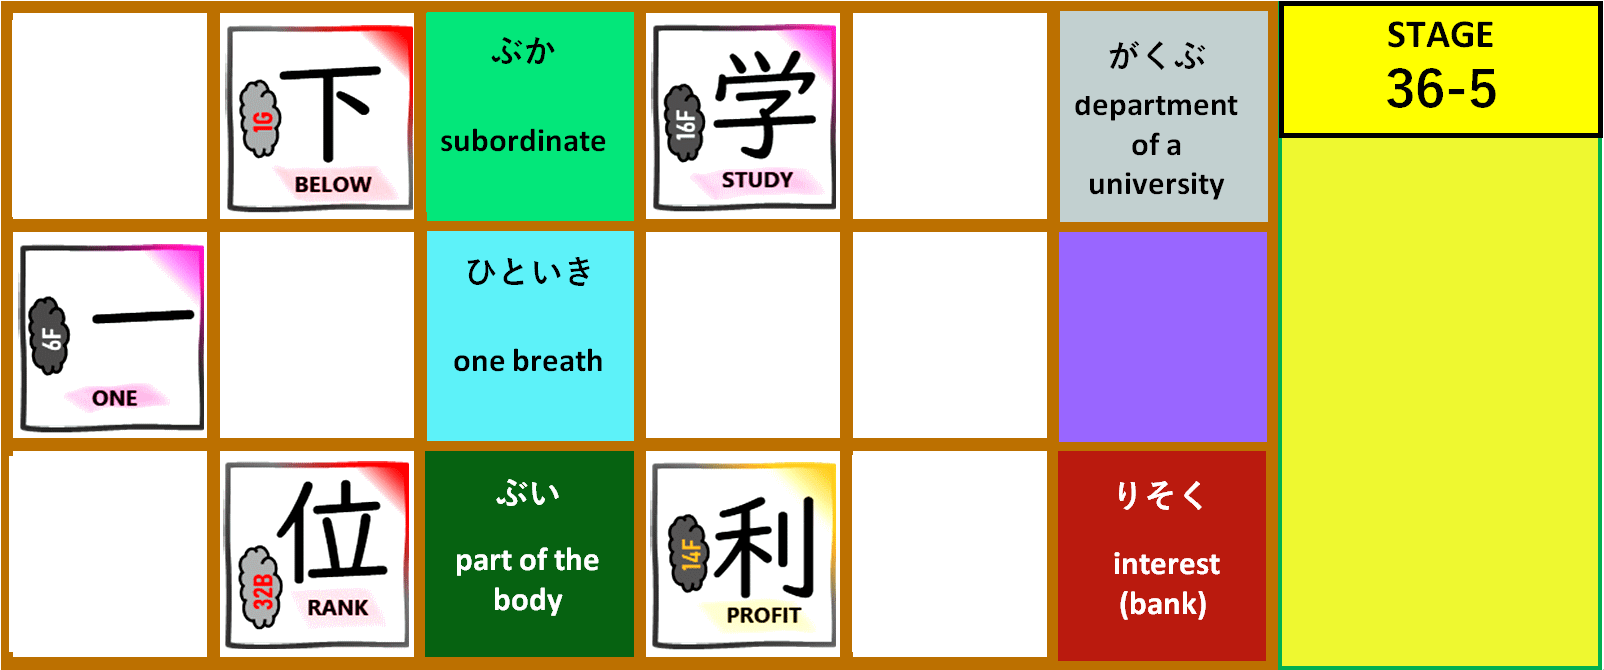 下
1G
BELOW
ぶか
subordinate
学
16F
STUDY
がくぶ
department
of a
university
STAGE
36-5
一
6F
ONE
ひといき
one breath
位
32B
RANK
ぶい
part of the
body
利
14F
PROFIT
りそく
interest
(bank)